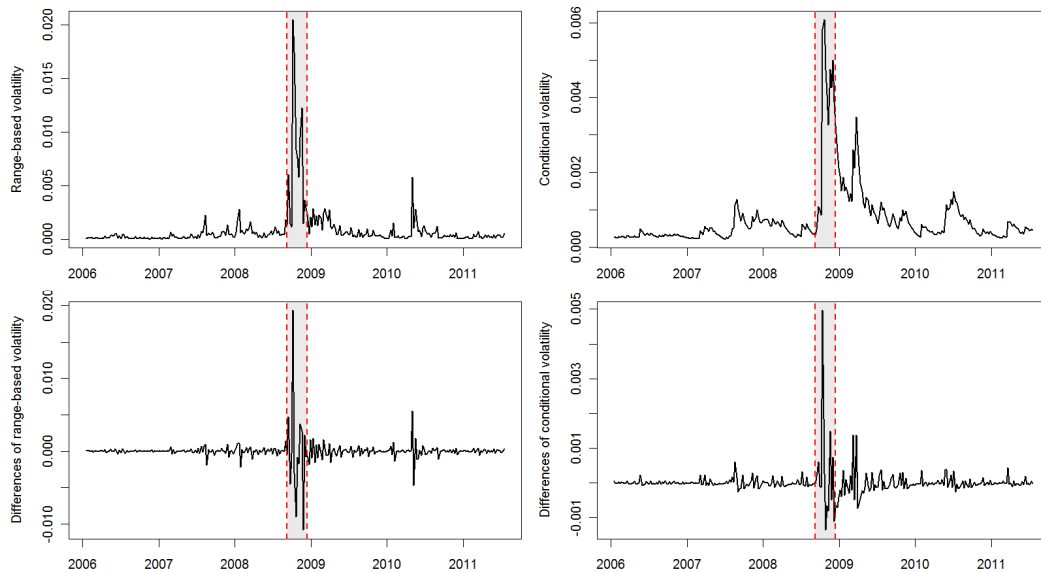 Range-based volatility
0.000 0.005 0.010 0.015 0.020
2006 2007 2008 2009 2010 2011
Conditional volatility
0.000 0.002 0.004 0.006
2006 2007 2008 2009 2010 2011
Differences of range-based volatility
-0.010 0.000 0.010 0.020
2006 2007 2008 2009 2010 2011
Differences of conditional volatility
-0.001 0.001 0.003 0.005
2006 2007 2008 2009 2010 2011